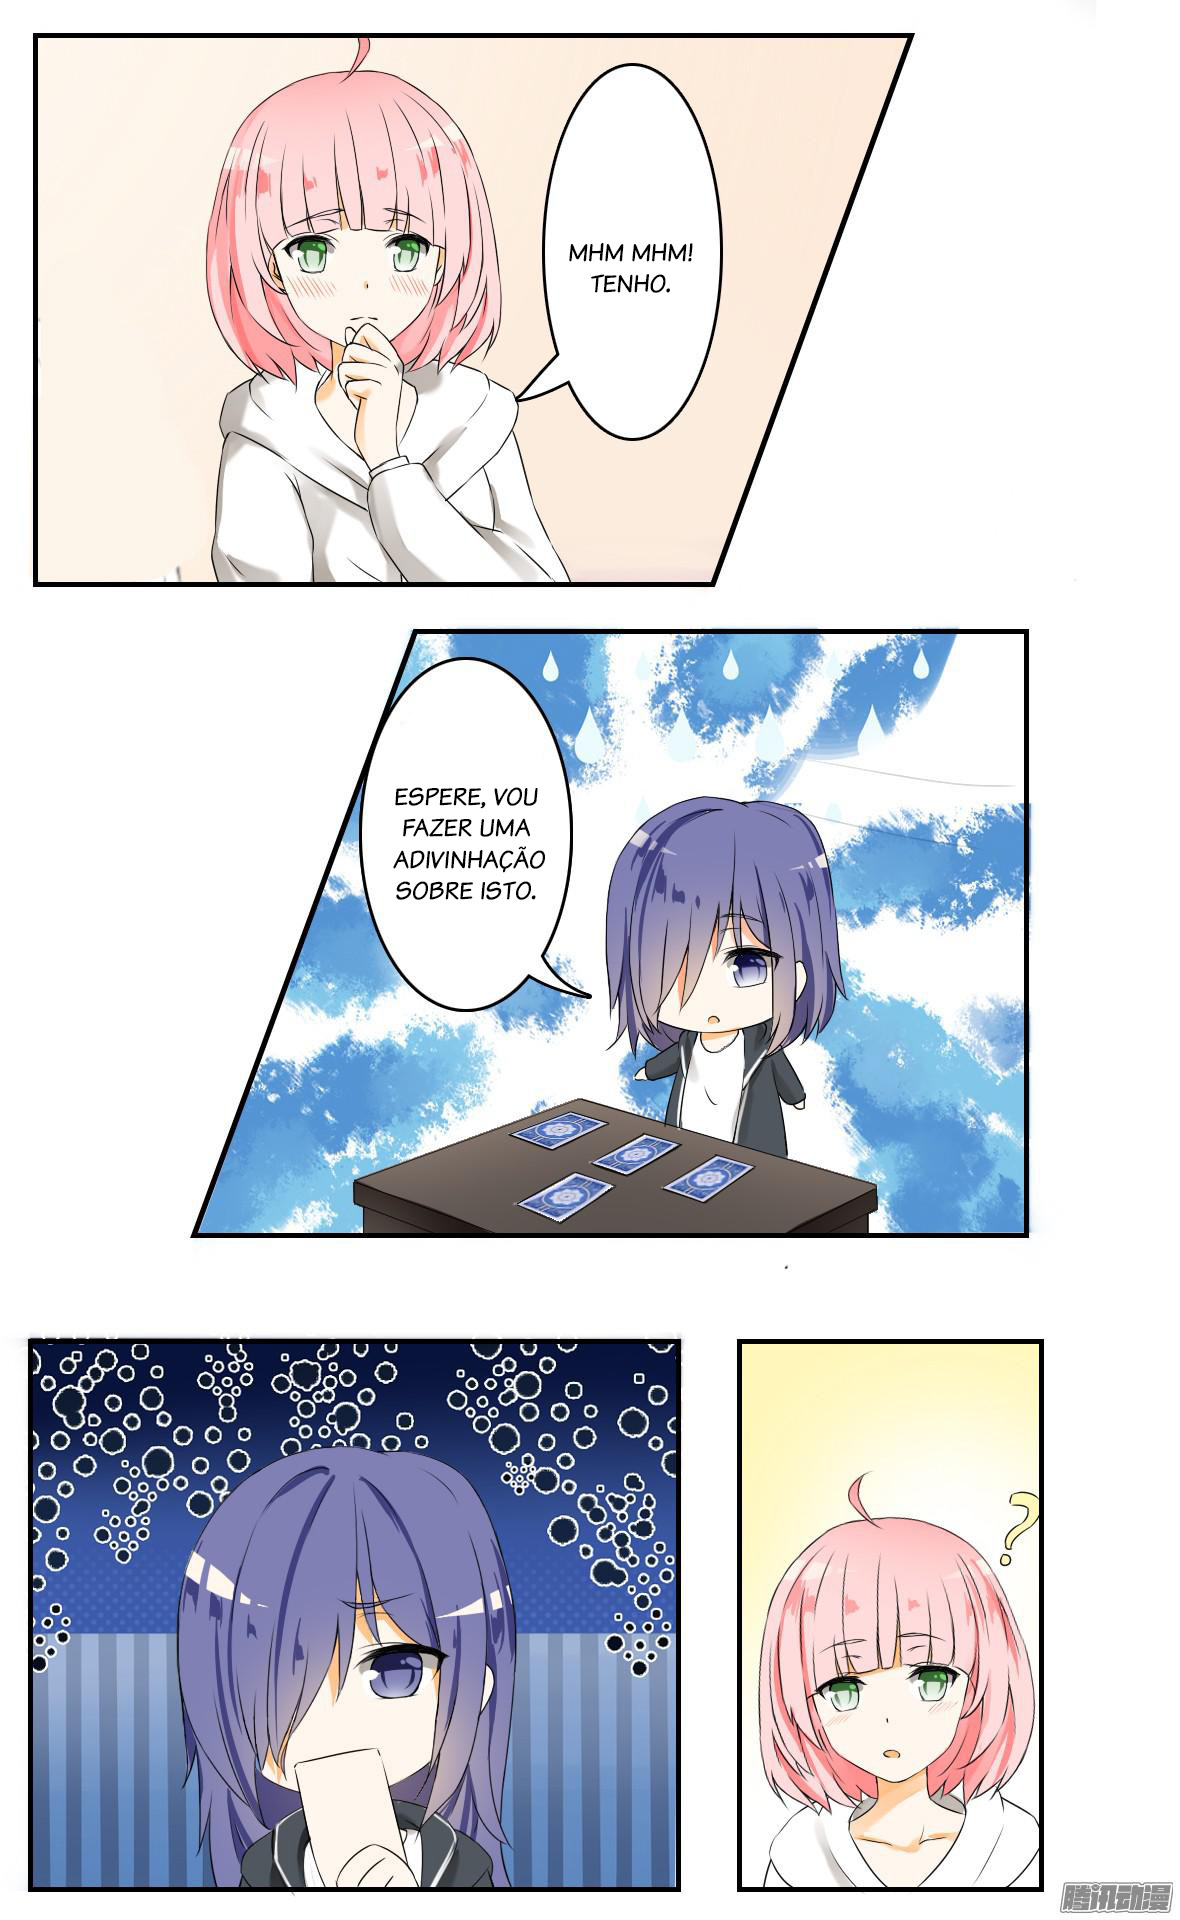 MHM MHM!
TENHO.
ESPERE, VOU
FAZER UMA
ADIVINHAÇÃO
SOBRE ISTO.
?
腾讯动漫